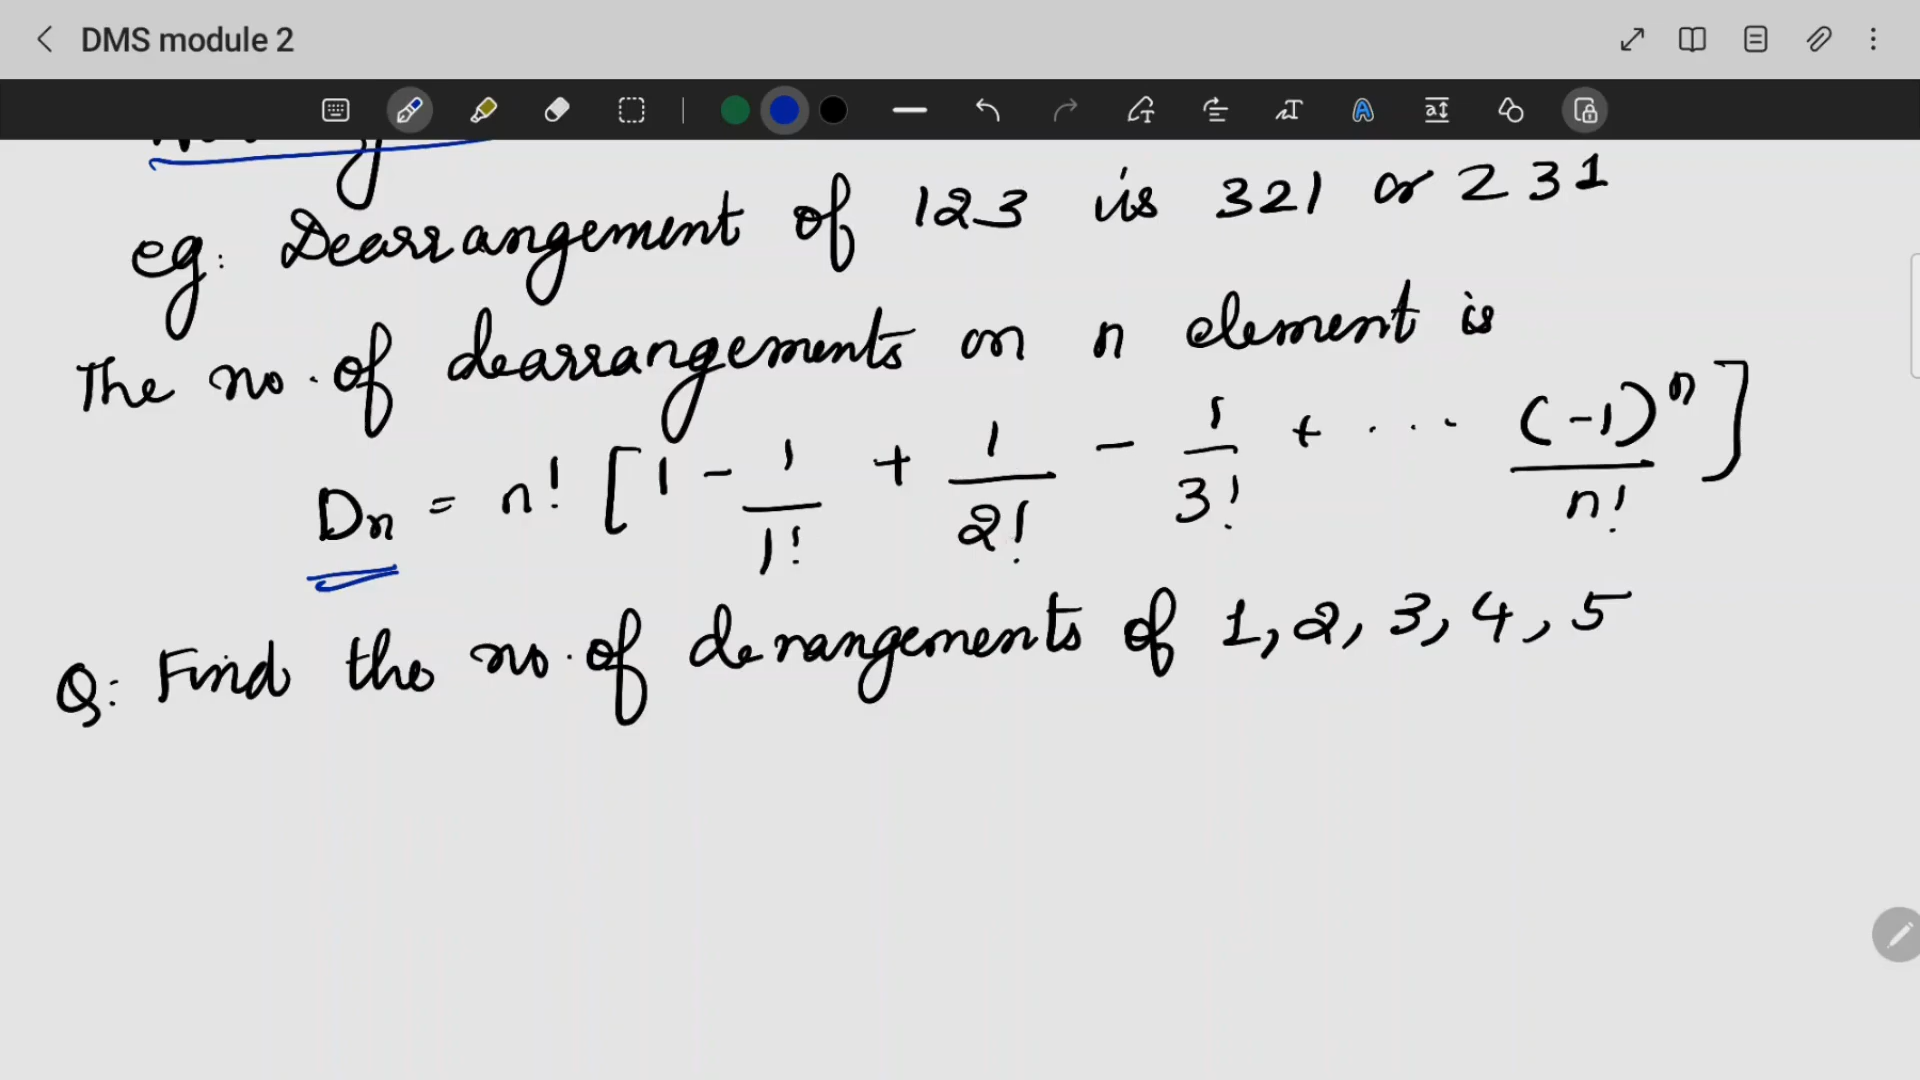 DMS module 2
eg: Dearrangement of 123 is 321 or 231
The no. of dearrangements on n element is
Dn = n! [1 - 1/1! + 1/2! - 1/3! + ... (-1)^n/n!]
Q: Find the no. of derangements of 1, 2, 3, 4, 5